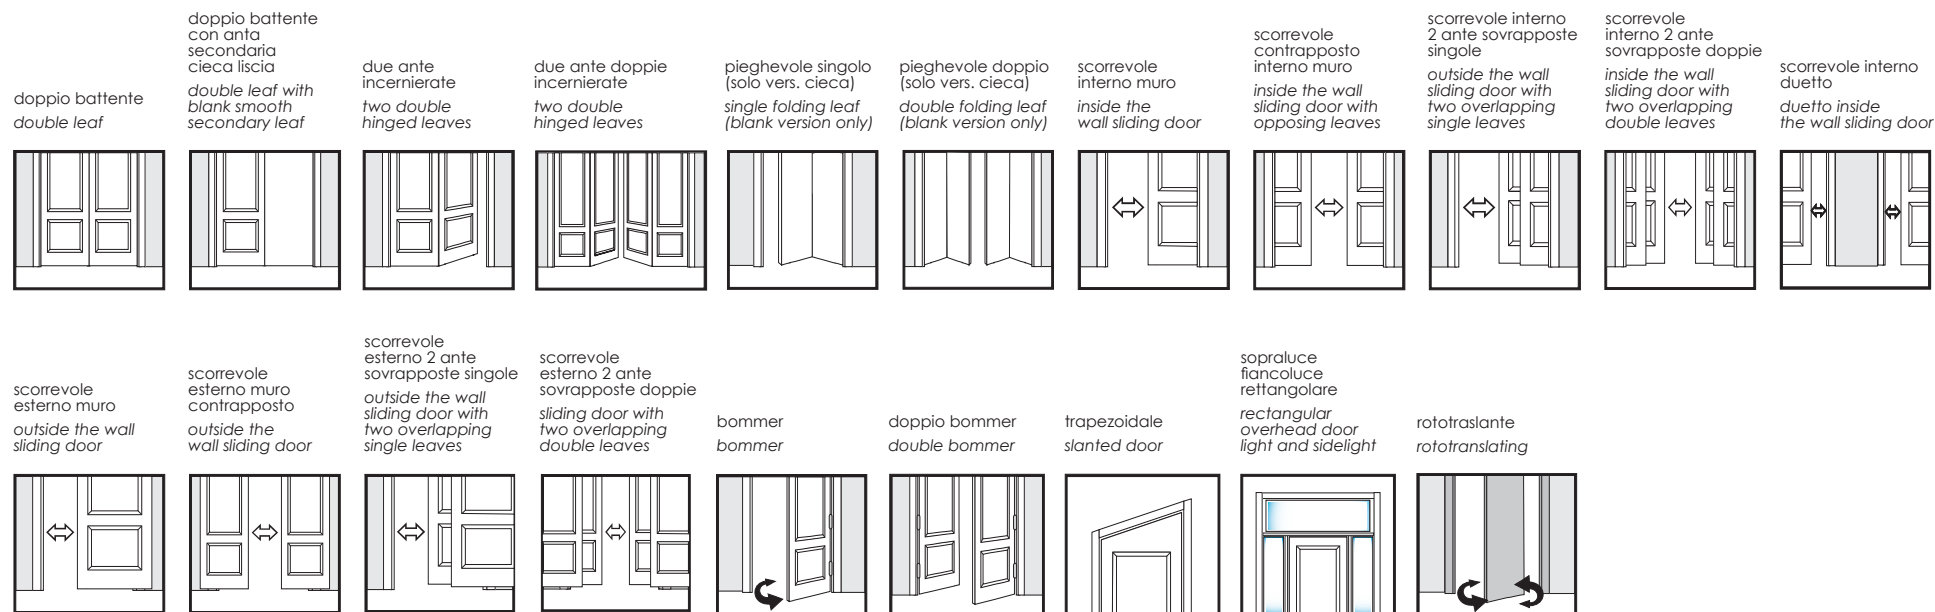 doppio battente
double leaf
doppio battente
con anta
secondaria
cieca liscia
double leaf with
blank smooth
secondary leaf
due ante
incernierate
two double
hinged leaves
due ante doppie
incernierate
two double
hinged leaves
pieghevole singolo
(solo vers. cieca)
single folding leaf
(blank version only)
pieghevole doppio
(solo vers. cieca)
double folding leaf
(blank version only)
scorrevole
interno muro
inside the
wall sliding door
scorrevole
contrapposto
interno muro
inside the wall
sliding door with
opposing leaves
scorrevole interno
2 ante sovrapposte
singole
outside the wall
sliding door with
two overlapping
single leaves
scorrevole
interno 2 ante
sovrapposte doppie
inside the wall
sliding door with
two overlapping
double leaves
scorrevole interno
duetto
duetto inside
the wall sliding door
scorrevole
esterno muro
outside the wall
sliding door
scorrevole
esterno muro
contrapposto
outside the
wall sliding door
scorrevole
esterno 2 ante
sovrapposte singole
outside the wall
sliding door with
two overlapping
single leaves
scorrevole
esterno 2 ante
sovrapposte doppie
sliding door with
two overlapping
double leaves
bommer
bommer
doppio bommer
double bommer
trapezoidale
slanted door
sopraluce
fiancoluce
rettangolare
rectangular
overhead door
light and sidelight
rototraslante
rototranslating